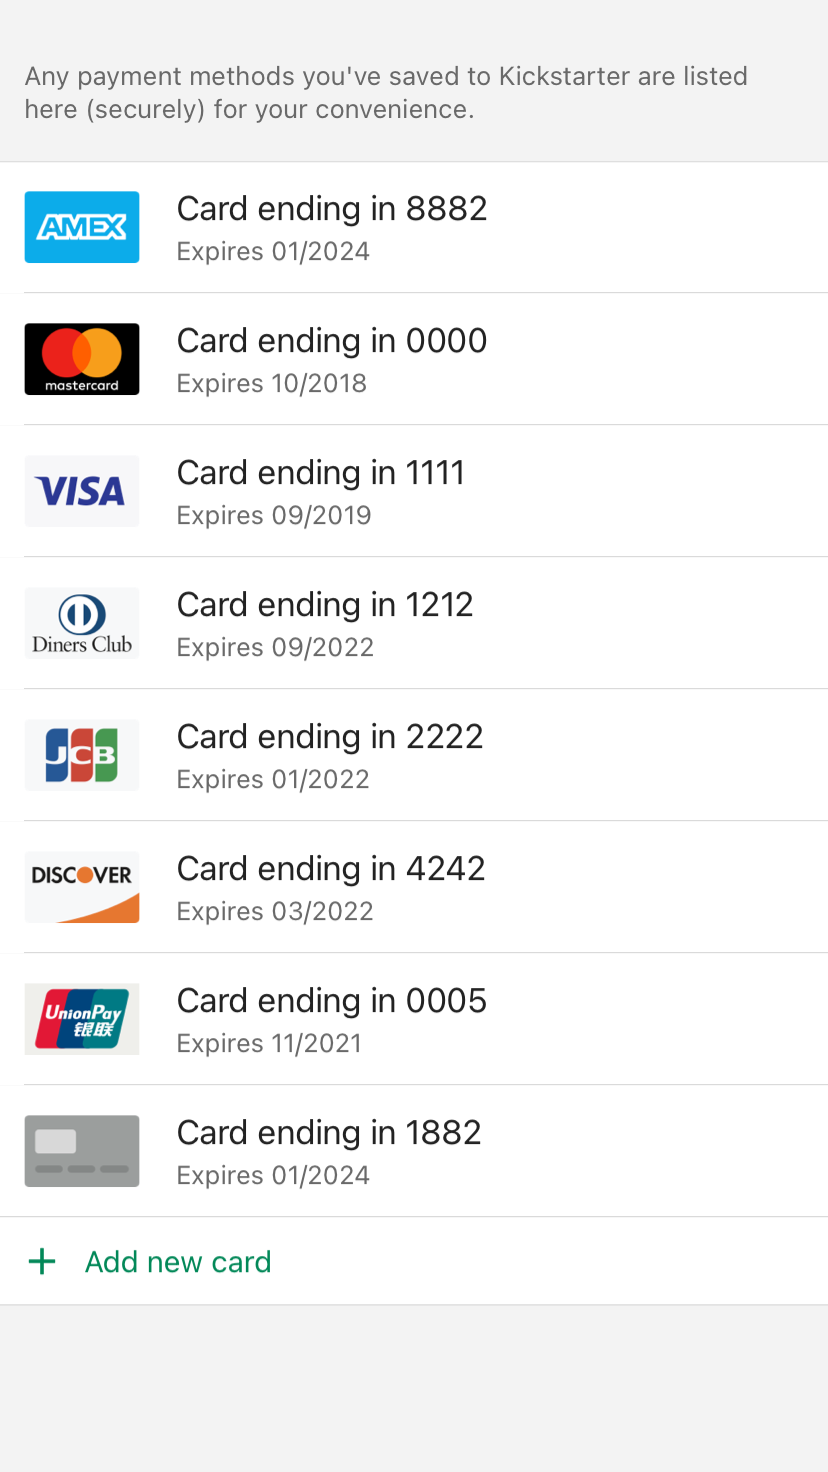 Any payment methods you've saved to Kickstarter are listed
here (securely) for your convenience.
AMEX
Card ending in 8882
Expires 01/2024
mastercard
Card ending in 0000
Expires 10/2018
VISA
Card ending in 1111
Expires 09/2019
Diners Club
Card ending in 1212
Expires 09/2022
JCB
Card ending in 2222
Expires 01/2022
DISCOVER
Card ending in 4242
Expires 03/2022
UnionPay
银联
Card ending in 0005
Expires 11/2021
Card ending in 1882
Expires 01/2024
+ Add new card